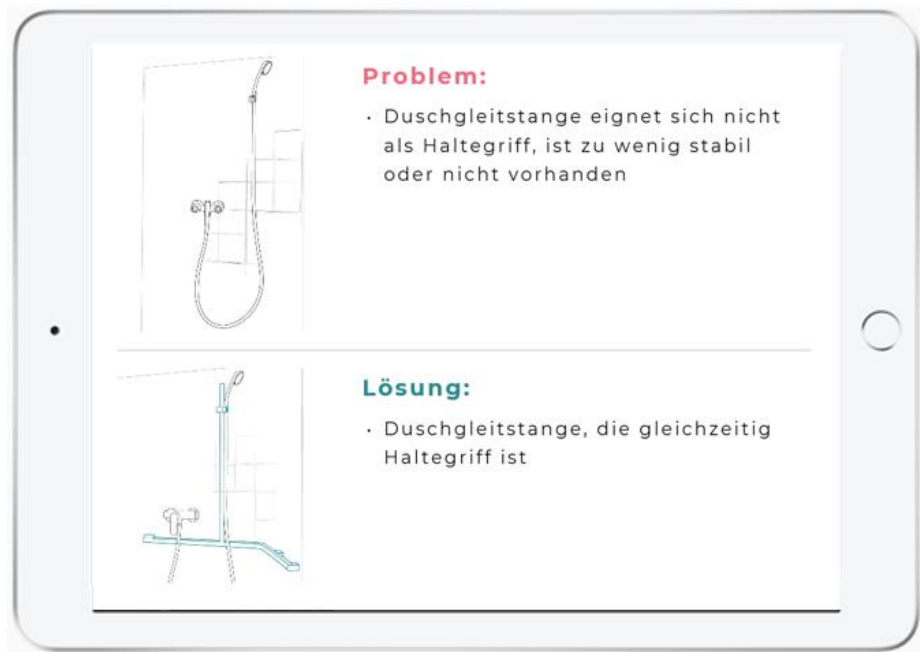 Problem:
• Duschgleitstange eignet sich nicht
als Haltegriff, ist zu wenig stabil
oder nicht vorhanden
Lösung:
• Duschgleitstange, die gleichzeitig
Haltegriff ist